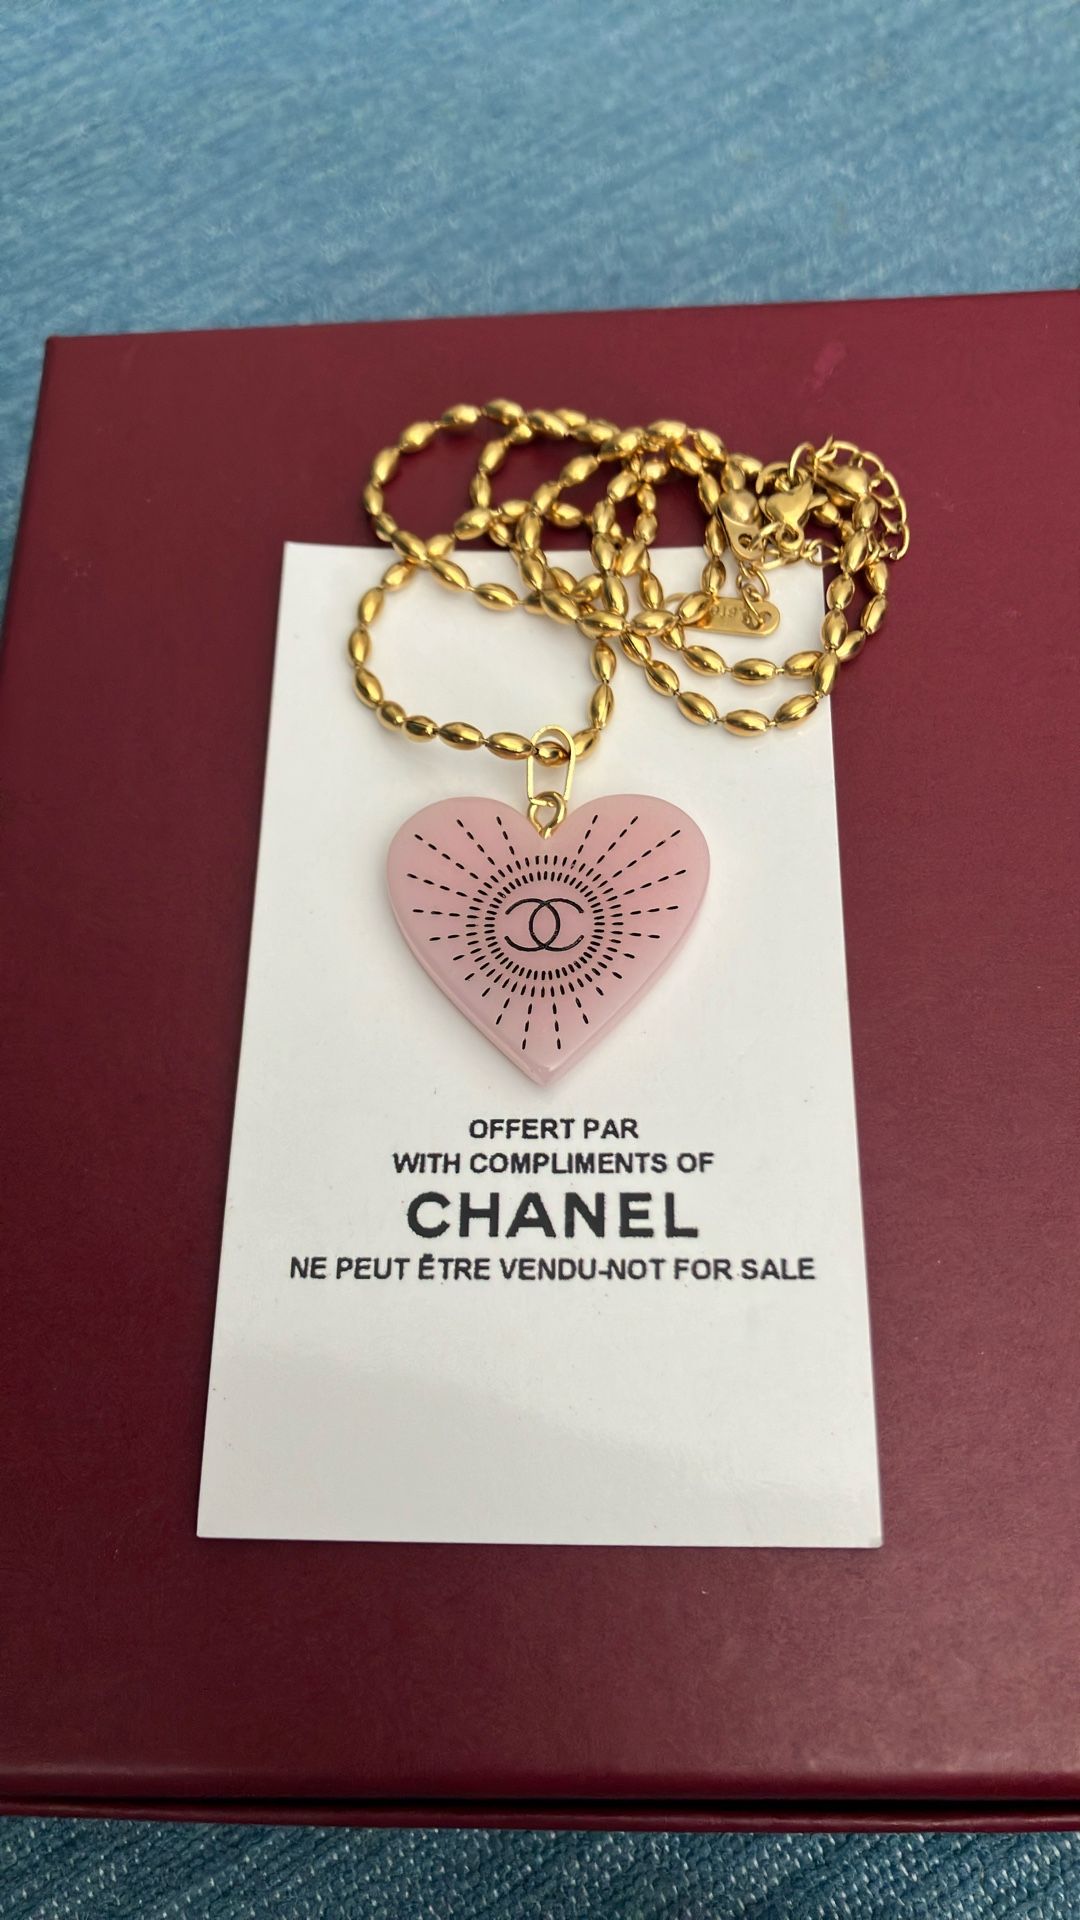 OFFERT PAR
WITH COMPLIMENTS OF
CHANEL
NE PEUT ÊTRE VENDU-NOT FOR SALE